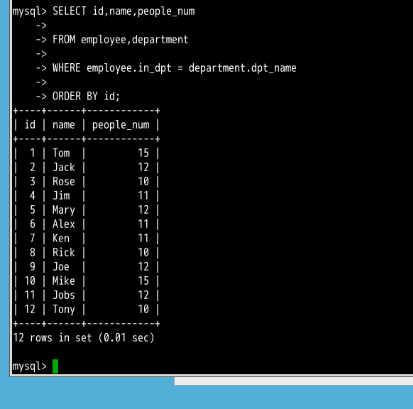 mysql> SELECT id,name,people_num
    ->
    -> FROM employee,department
    ->
    -> WHERE employee.in_dpt = department.dpt_name
    ->
    -> ORDER BY id;
+----+------+------------+
| id | name | people_num |
+----+------+------------+
|  1 | Tom  |         15 |
|  2 | Jack |         12 |
|  3 | Rose |         10 |
|  4 | Jim  |         11 |
|  5 | Mary |         12 |
|  6 | Alex |         11 |
|  7 | Ken  |         11 |
|  8 | Rick |         10 |
|  9 | Joe  |         12 |
| 10 | Mike |         15 |
| 11 | Jobs |         12 |
| 12 | Tony |         10 |
+----+------+------------+
12 rows in set (0.01 sec)
mysql>